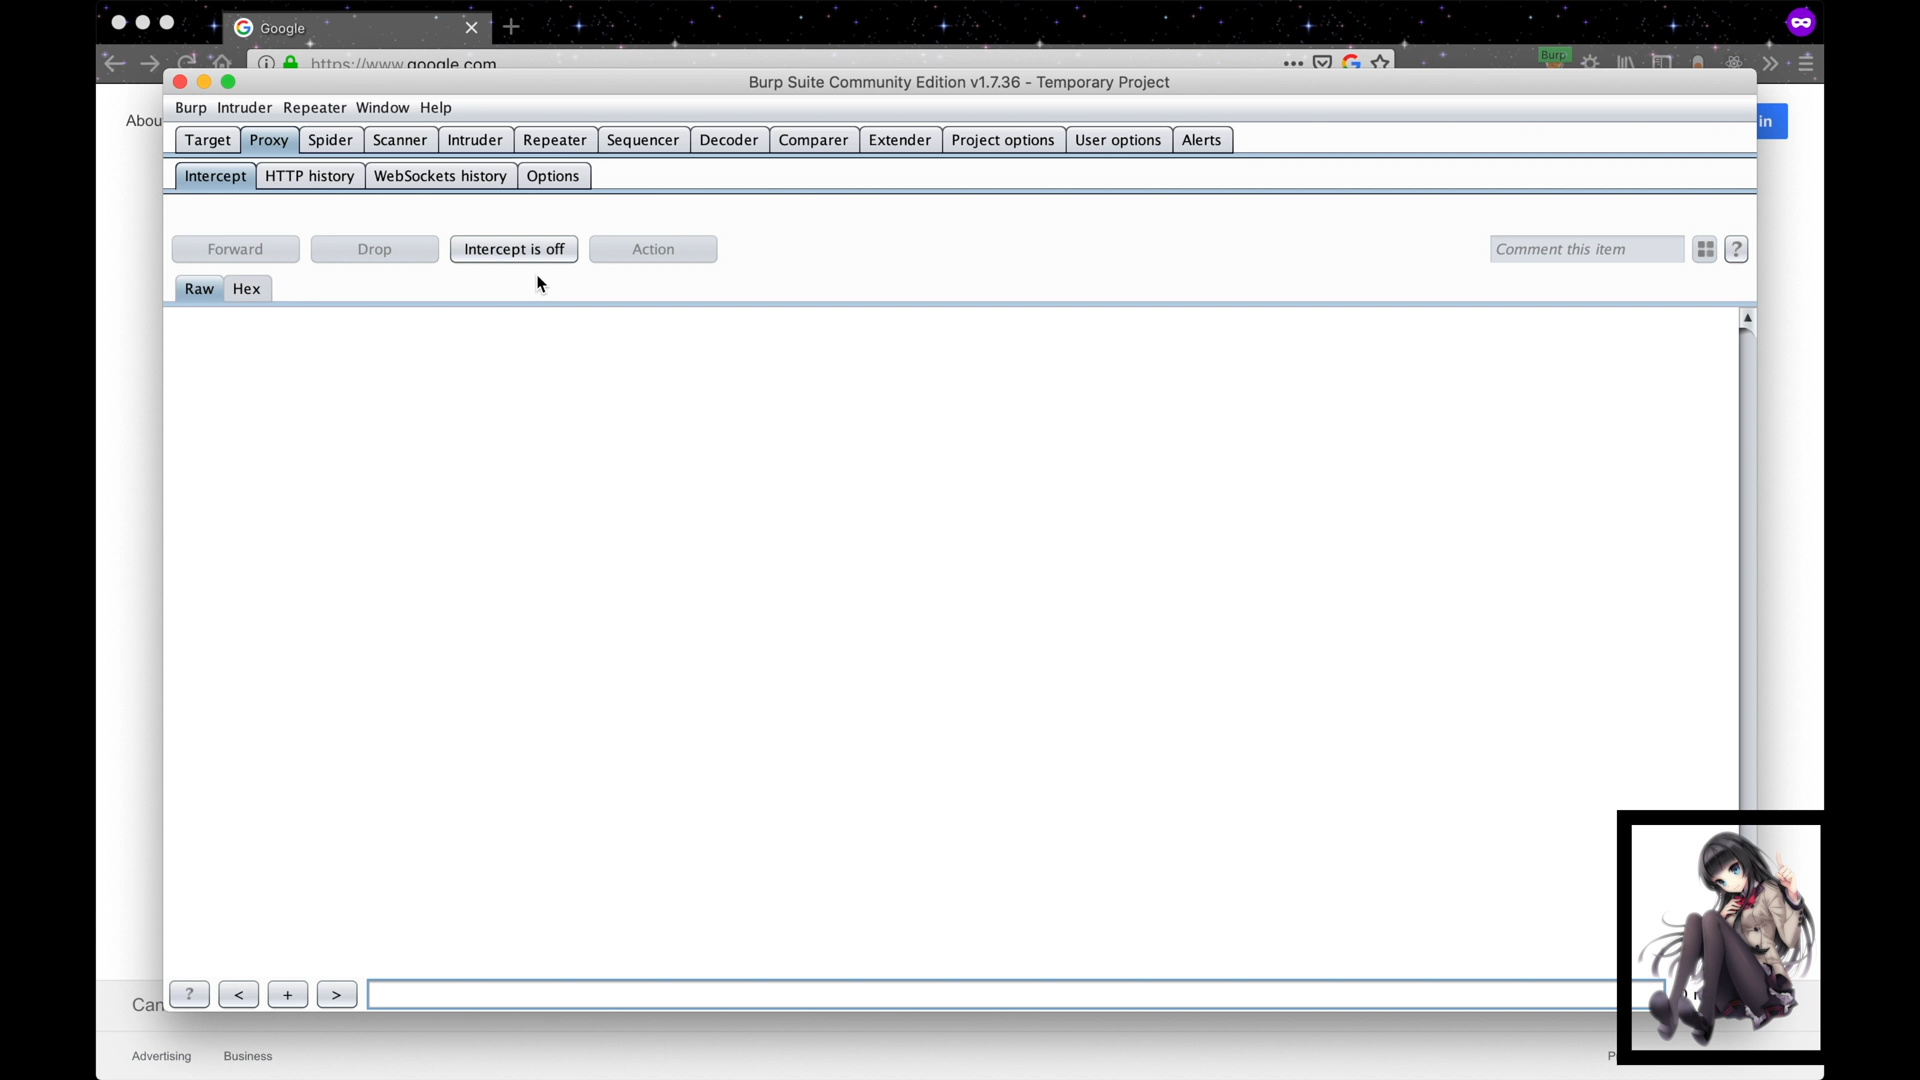 Google
https://www.google.com
Burp
Burp Suite Community Edition v1.7.36 - Temporary Project
Burp Intruder Repeater Window Help
Abou
in
Target Proxy Spider Scanner Intruder Repeater Sequencer Decoder Comparer Extender Project options User options Alerts
Intercept HTTP history WebSockets history Options
Forward Drop Intercept is off Action Comment this item ?
Raw Hex
? < + >
Can
Advertising Business